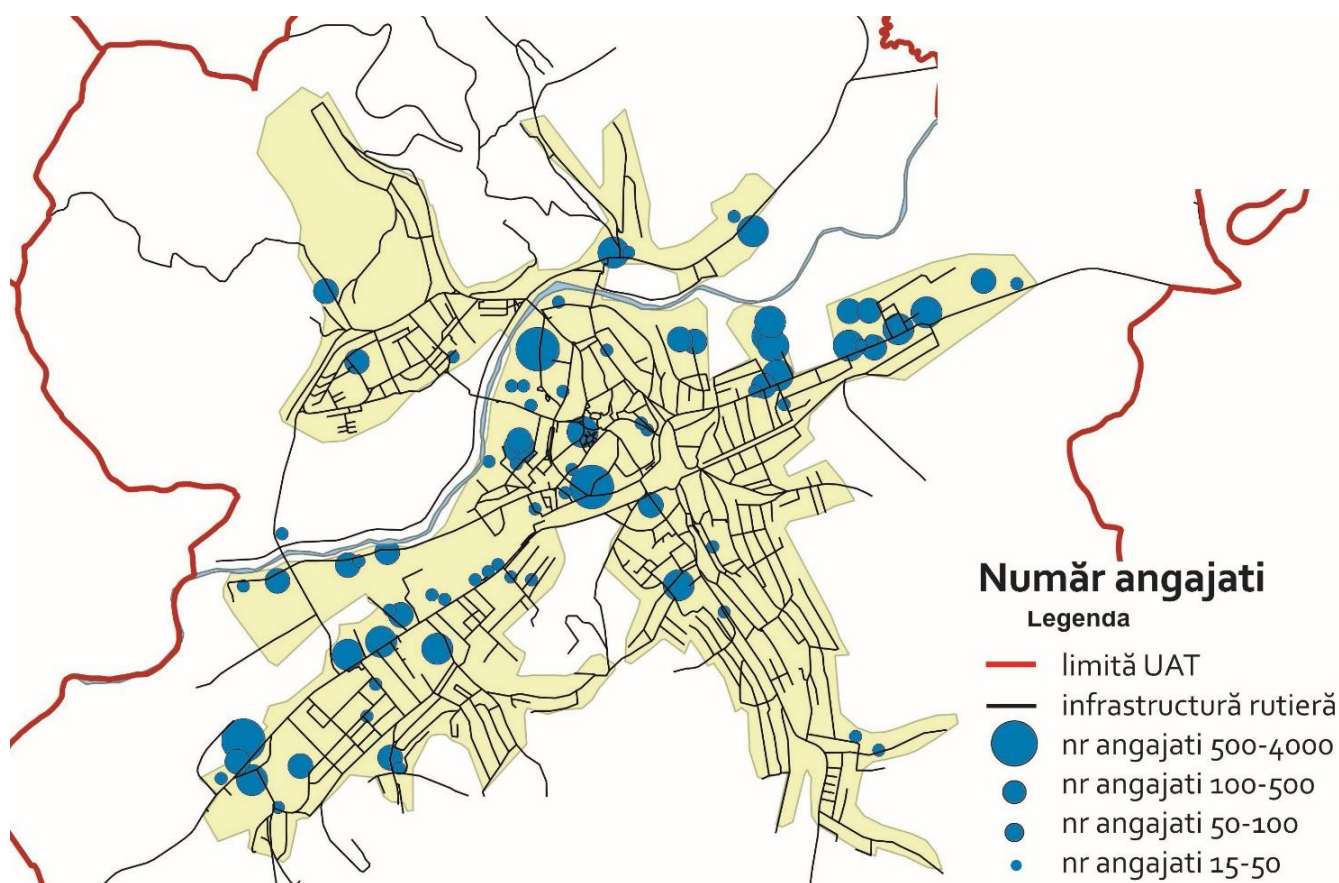 Număr angajati
Legenda
limită UAT
infrastructură rutieră
nr angajati 500-4000
nr angajati 100-500
nr angajati 50-100
nr angajati 15-50